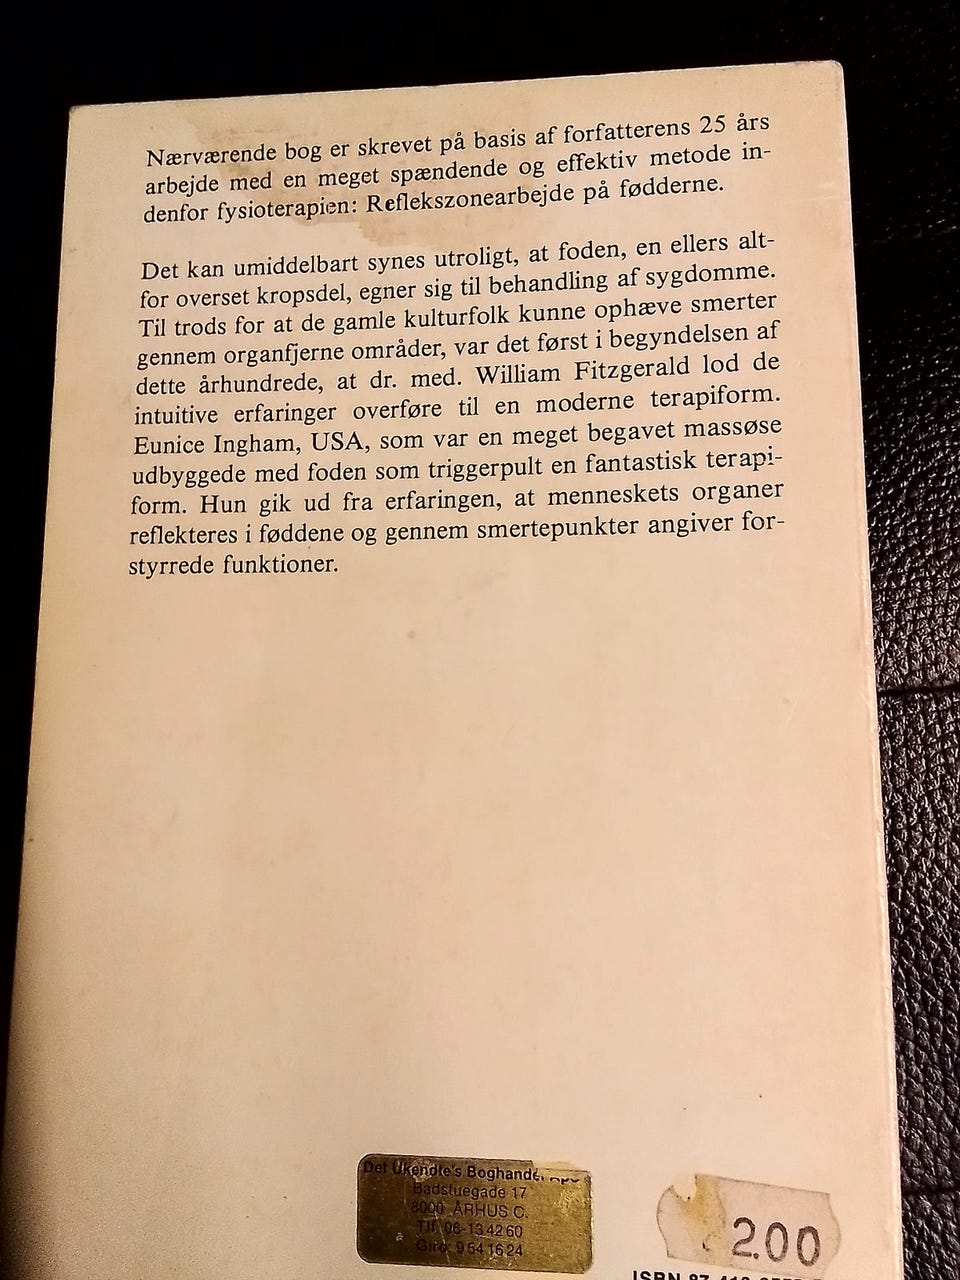 Nærværende bog er skrevet på basis af forfatterens 25 års
arbejde med en meget spændende og effektiv metode in-
denfor fysioterapien: Reflekszonearbejde på fødderne.
Det kan umiddelbart synes utroligt, at foden, en ellers alt-
for overset kropsdel, egner sig til behandling af sygdomme.
Til trods for at de gamle kulturfolk kunne ophæve smerter
gennem organfjerne områder, var det først i begyndelsen af
dette århundrede, at dr. med. William Fitzgerald lod de
intuitive erfaringer overføre til en moderne terapiform.
Eunice Ingham, USA, som var en meget begavet massøse
udbyggede med foden som triggerpult en fantastisk terapi-
form. Hun gik ud fra erfaringen, at menneskets organer
reflekteres i føddene og gennem smertepunkter angiver for-
styrrede funktioner.
Det Ukendte's Boghandel ApS
Badstuegade 17
8000 ÅRHUS C.
Tlf. 06-13 42 60
Giro 9 54 16 24
2.00
ISBN 87